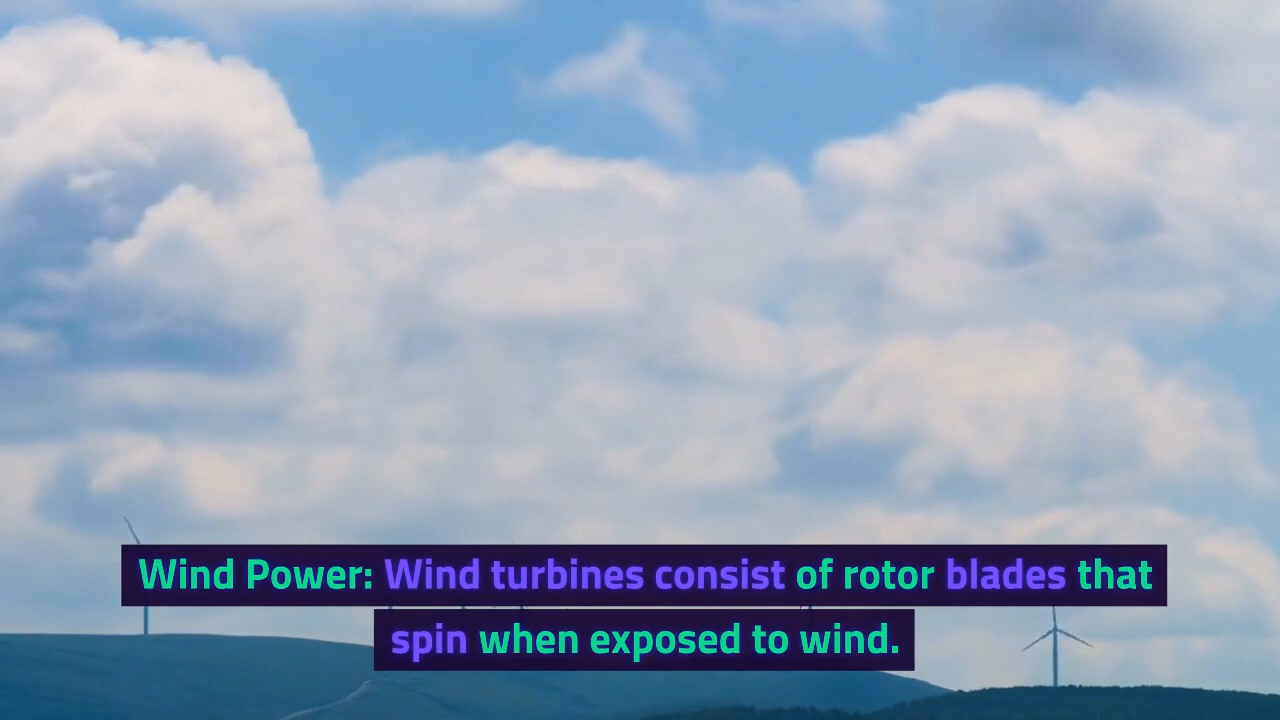 Wind Power: Wind turbines consist of rotor blades that
spin when exposed to wind.